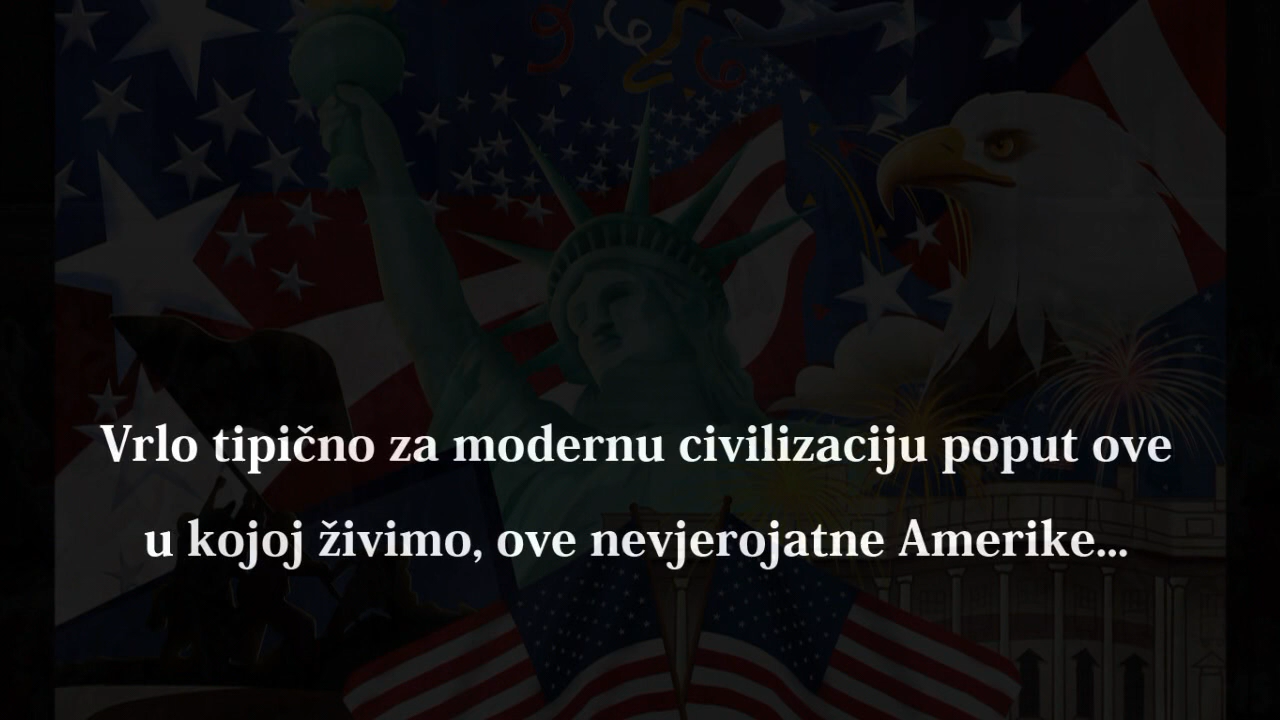 Vrlo tipično za modernu civilizaciju poput ove
u kojoj živimo, ove nevjerojatne Amerike...